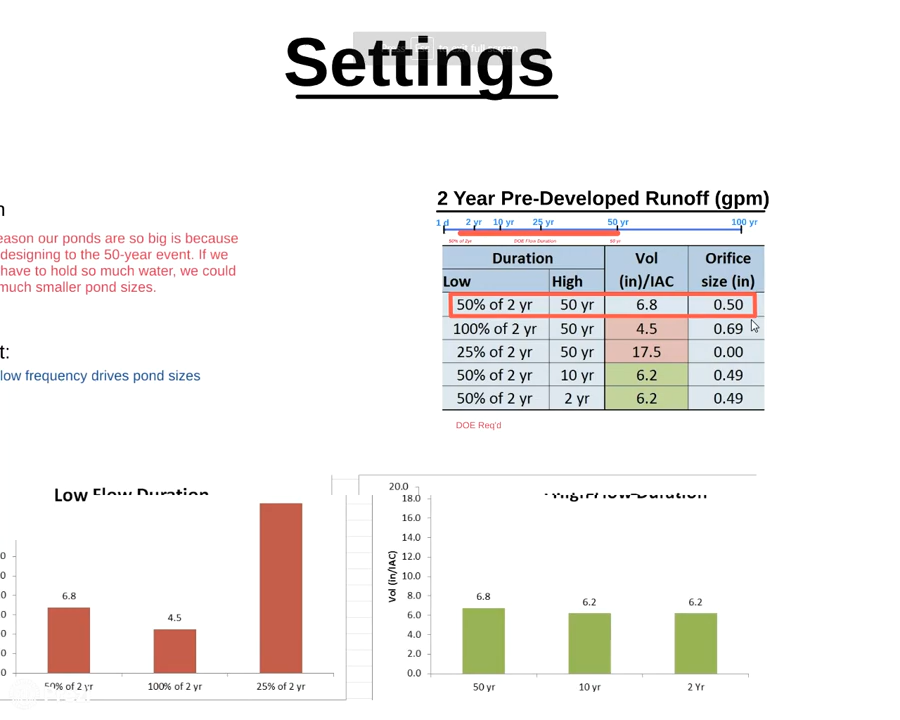 Settings
n
eason our ponds are so big is because
designing to the 50-year event. If we
have to hold so much water, we could
much smaller pond sizes.
t:
low frequency drives pond sizes
2 Year Pre-Developed Runoff (gpm)
1 d 2 yr 10 yr 25 yr 50 yr 100 yr
50% of 2yr DOE Flow Duration 50 yr
Duration Vol Orifice
Low High (in)/IAC size (in)
50% of 2 yr 50 yr 6.8 0.50
100% of 2 yr 50 yr 4.5 0.69
25% of 2 yr 50 yr 17.5 0.00
50% of 2 yr 10 yr 6.2 0.49
50% of 2 yr 2 yr 6.2 0.49
DOE Req'd
Low Flow Duration
0
0
0
0
0
0
0
6.8
4.5
50% of 2 yr 100% of 2 yr 25% of 2 yr
High Flow Duration
Vol (in/IAC)
20.0
18.0
16.0
14.0
12.0
10.0
8.0
6.0
4.0
2.0
0.0
6.8
6.2
6.2
50 yr 10 yr 2 Yr